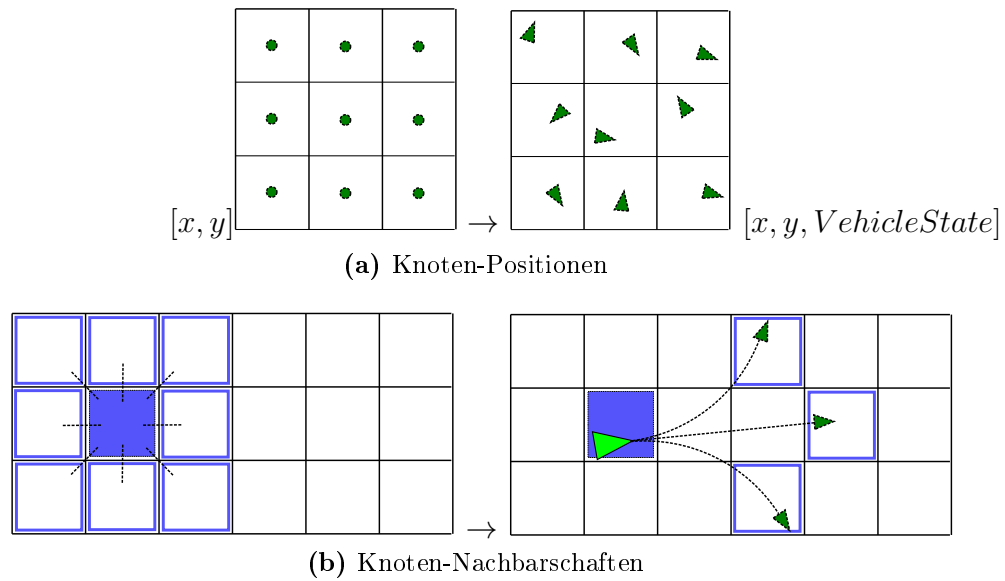 [x, y] → [x, y, VehicleState]
(a) Knoten-Positionen
→
(b) Knoten-Nachbarschaften